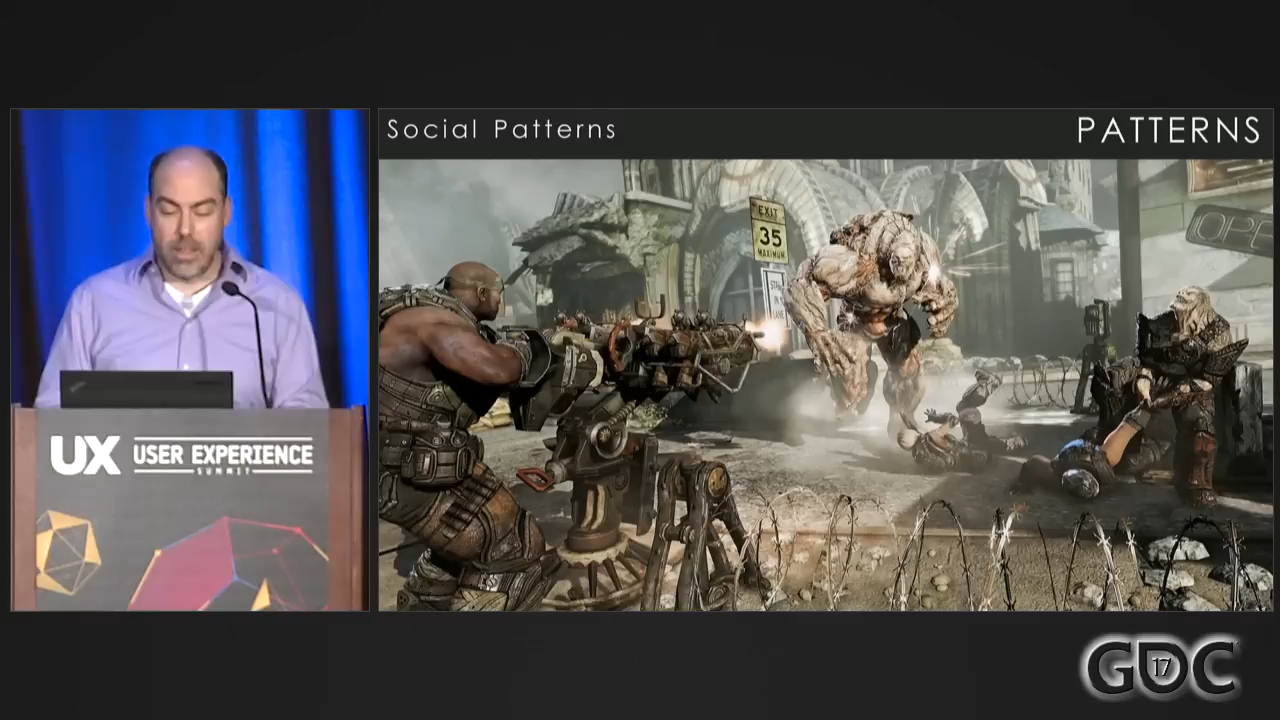 Social Patterns
PATTERNS
EXIT
35
MAXIMUM
OPE
UX USER EXPERIENCE
SUMMIT
GDC
17